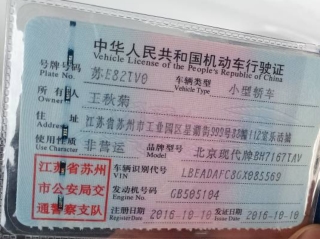 中华人民共和国机动车行驶证
Vehicle License of the People's Republic of China
号牌号码 苏E82TV0 车辆类型 小型轿车
Plate No. Vehicle Type
所有人 王秋菊
Owner
住址 江苏省苏州市工业园区星湖街999号83幢112室乐动城
Address
使用性质 非营运 品牌型号 北京现代牌BH7167TAV
Use Character Model
江苏省苏州
市公安局交
通警察支队
车辆识别代号 LBEADAFC8GX085569
VIN
发动机号码 GB505104
Engine No.
注册日期 2016-10-10 发证日期 2016-10-10
Register Date Issue Date